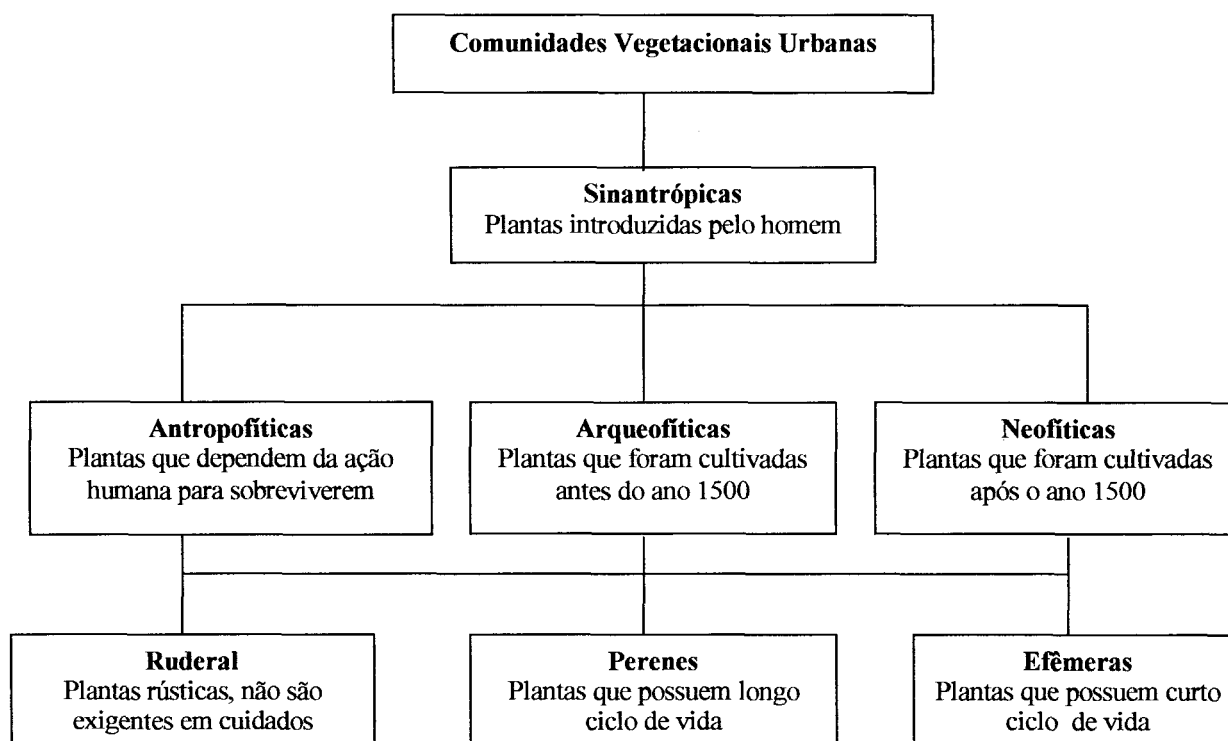 Comunidades Vegetacionais Urbanas
Sinantrópicas
Plantas introduzidas pelo homem
Antropofíticas
Plantas que dependem da ação
humana para sobreviverem
Arqueofíticas
Plantas que foram cultivadas
antes do ano 1500
Neofíticas
Plantas que foram cultivadas
após o ano 1500
Ruderal
Plantas rústicas, não são
exigentes em cuidados
Perenes
Plantas que possuem longo
ciclo de vida
Efêmeras
Plantas que possuem curto
ciclo de vida